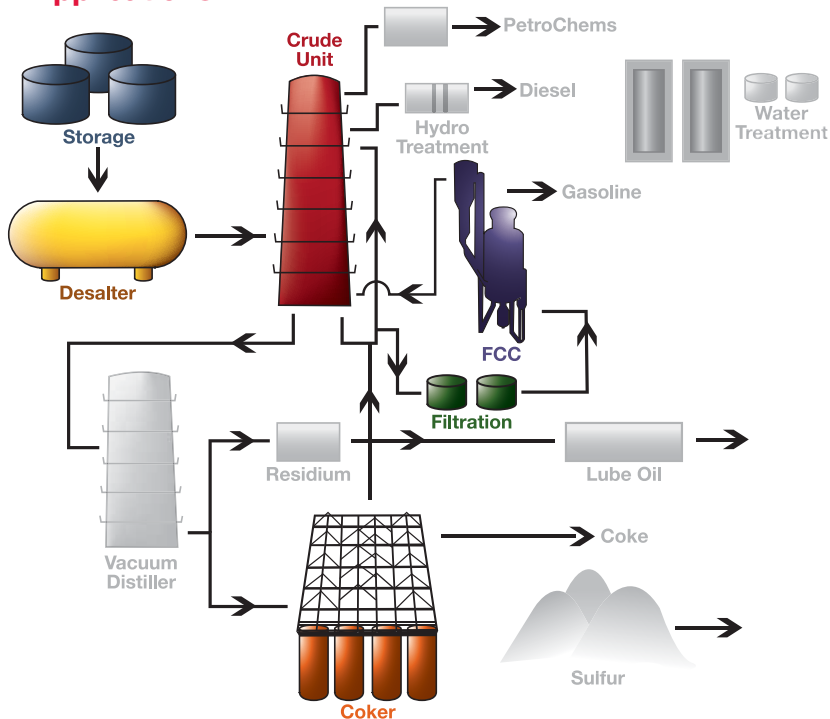 Crude
Unit
PetroChems
Storage
Diesel
Hydro
Treatment
Water
Treatment
Gasoline
Desalter
FCC
Filtration
Residium
Lube Oil
Vacuum
Distiller
Coke
Sulfur
Coker